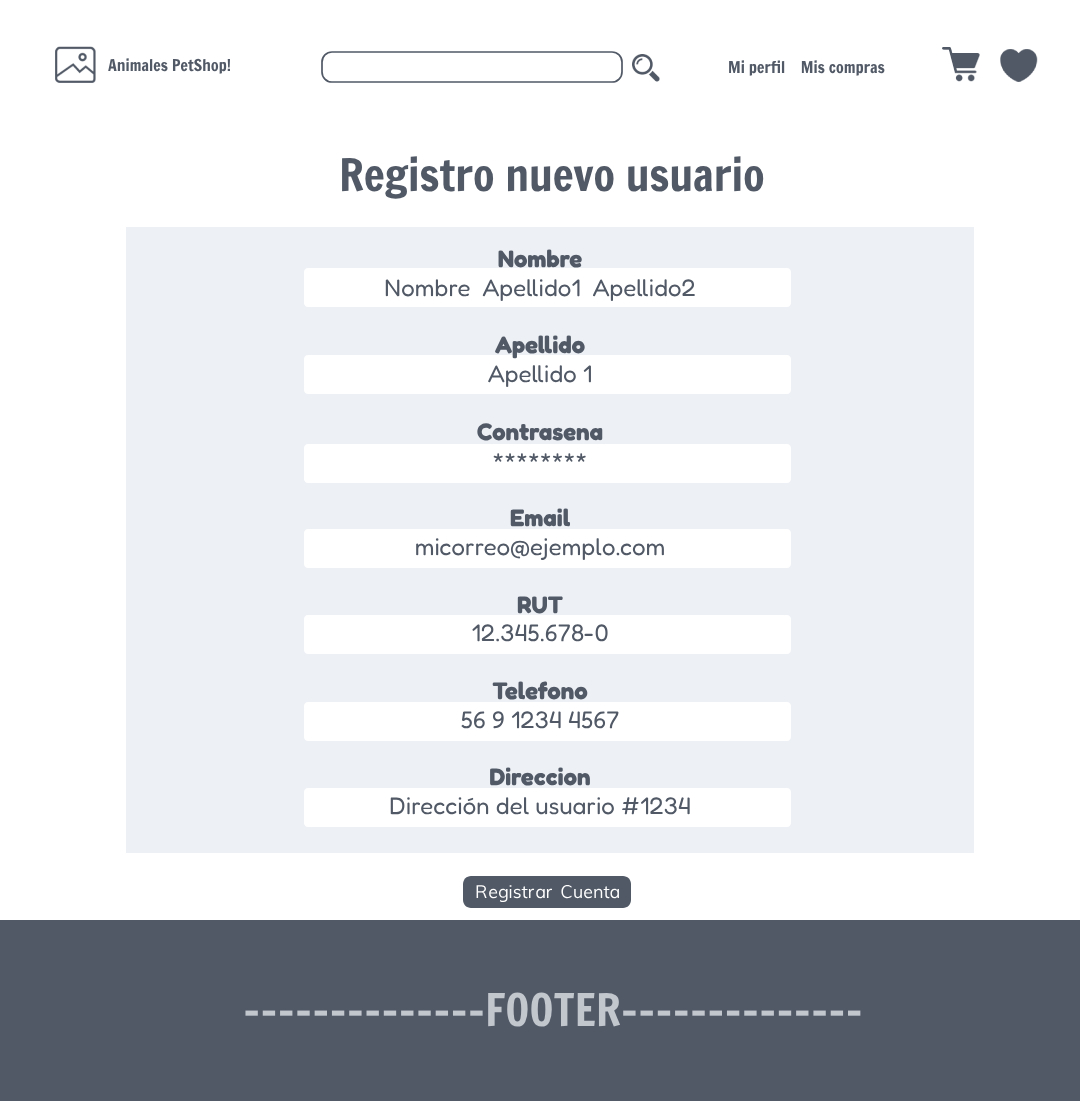 Animales PetShop!
Mi perfil Mis compras
Registro nuevo usuario
Nombre
Nombre Apellido1 Apellido2
Apellido
Apellido 1
Contrasena
********
Email
micorreo@ejemplo.com
RUT
12.345.678-0
Telefono
56 9 1234 4567
Direccion
Dirección del usuario #1234
Registrar Cuenta
--------------FOOTER--------------